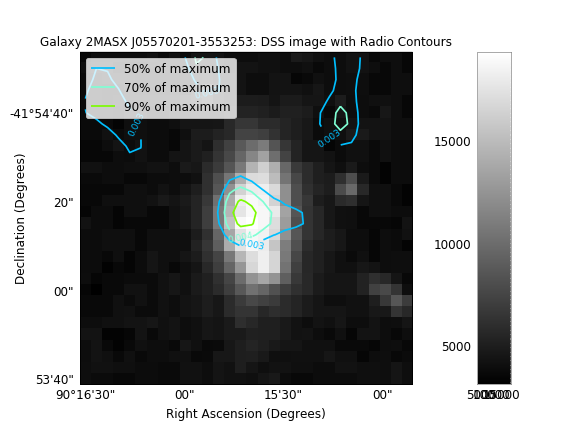 Galaxy 2MASX J05570201-3553253: DSS image with Radio Contours
50% of maximum
70% of maximum
90% of maximum
-41°54'40"
20"
00"
53'40"
90°16'30"
00"
15'30"
00"
Right Ascension (Degrees)
Declination (Degrees)
0.003
0.003
0.003
15000
10000
5000